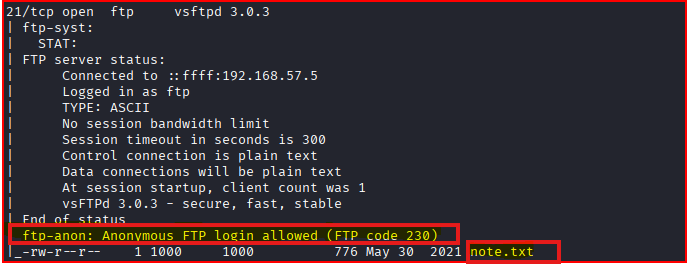 21/tcp open  ftp     vsftpd 3.0.3
| ftp-syst:
|   STAT:
| FTP server status:
|      Connected to ::ffff:192.168.57.5
|      Logged in as ftp
|      TYPE: ASCII
|      No session bandwidth limit
|      Session timeout in seconds is 300
|      Control connection is plain text
|      Data connections will be plain text
|      At session startup, client count was 1
|      vsFTPd 3.0.3 - secure, fast, stable
|_End of status
| ftp-anon: Anonymous FTP login allowed (FTP code 230)
|_-rw-r--r--    1 1000     1000          776 May 30  2021 note.txt